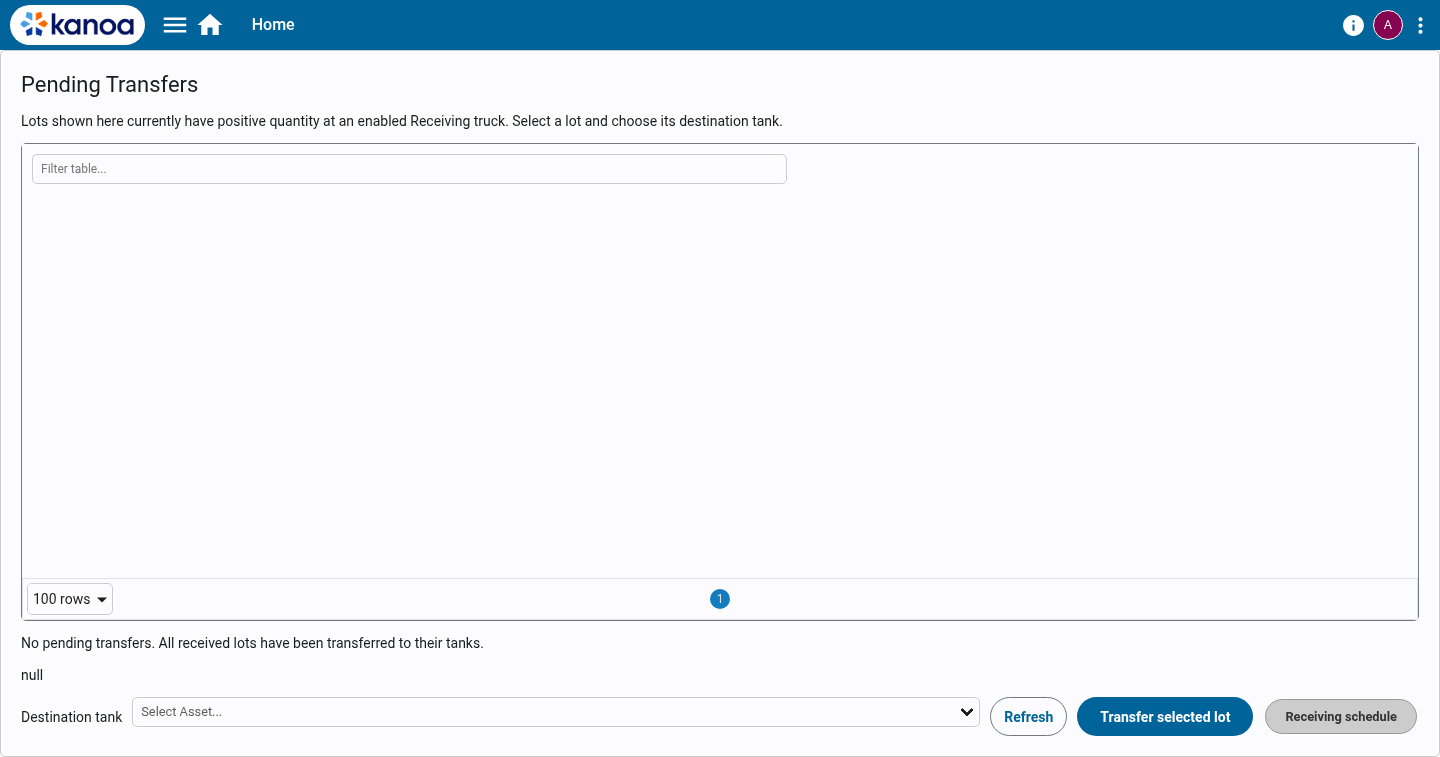 kanoa
Home
A
Pending Transfers
Lots shown here currently have positive quantity at an enabled Receiving truck. Select a lot and choose its destination tank.
Filter table...
100 rows
1
No pending transfers. All received lots have been transferred to their tanks.
null
Destination tank
Select Asset...
Refresh
Transfer selected lot
Receiving schedule